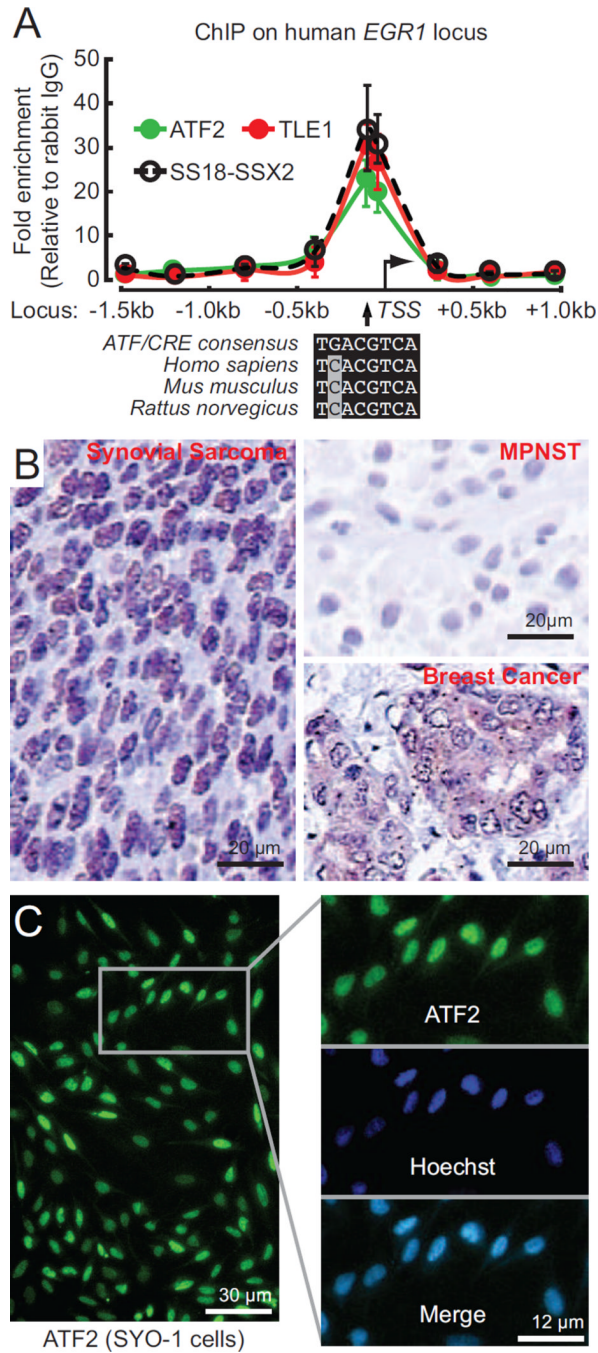 A
ChIP on human EGR1 locus
Fold enrichment
(Relative to rabbit IgG)
50
40
30
20
10
0
ATF2 TLE1
SS18-SSX2
Locus: -1.5kb -1.0kb -0.5kb TSS +0.5kb +1.0kb
ATF/CRE consensus TGACGTCA
Homo sapiens TCACGTCA
Mus musculus TCACGTCA
Rattus norvegicus TCACGTCA
B
Synovial Sarcoma
20 µm
MPNST
20µm
Breast Cancer
20 µm
C
30 µm
ATF2 (SYO-1 cells)
ATF2
Hoechst
Merge
12 µm